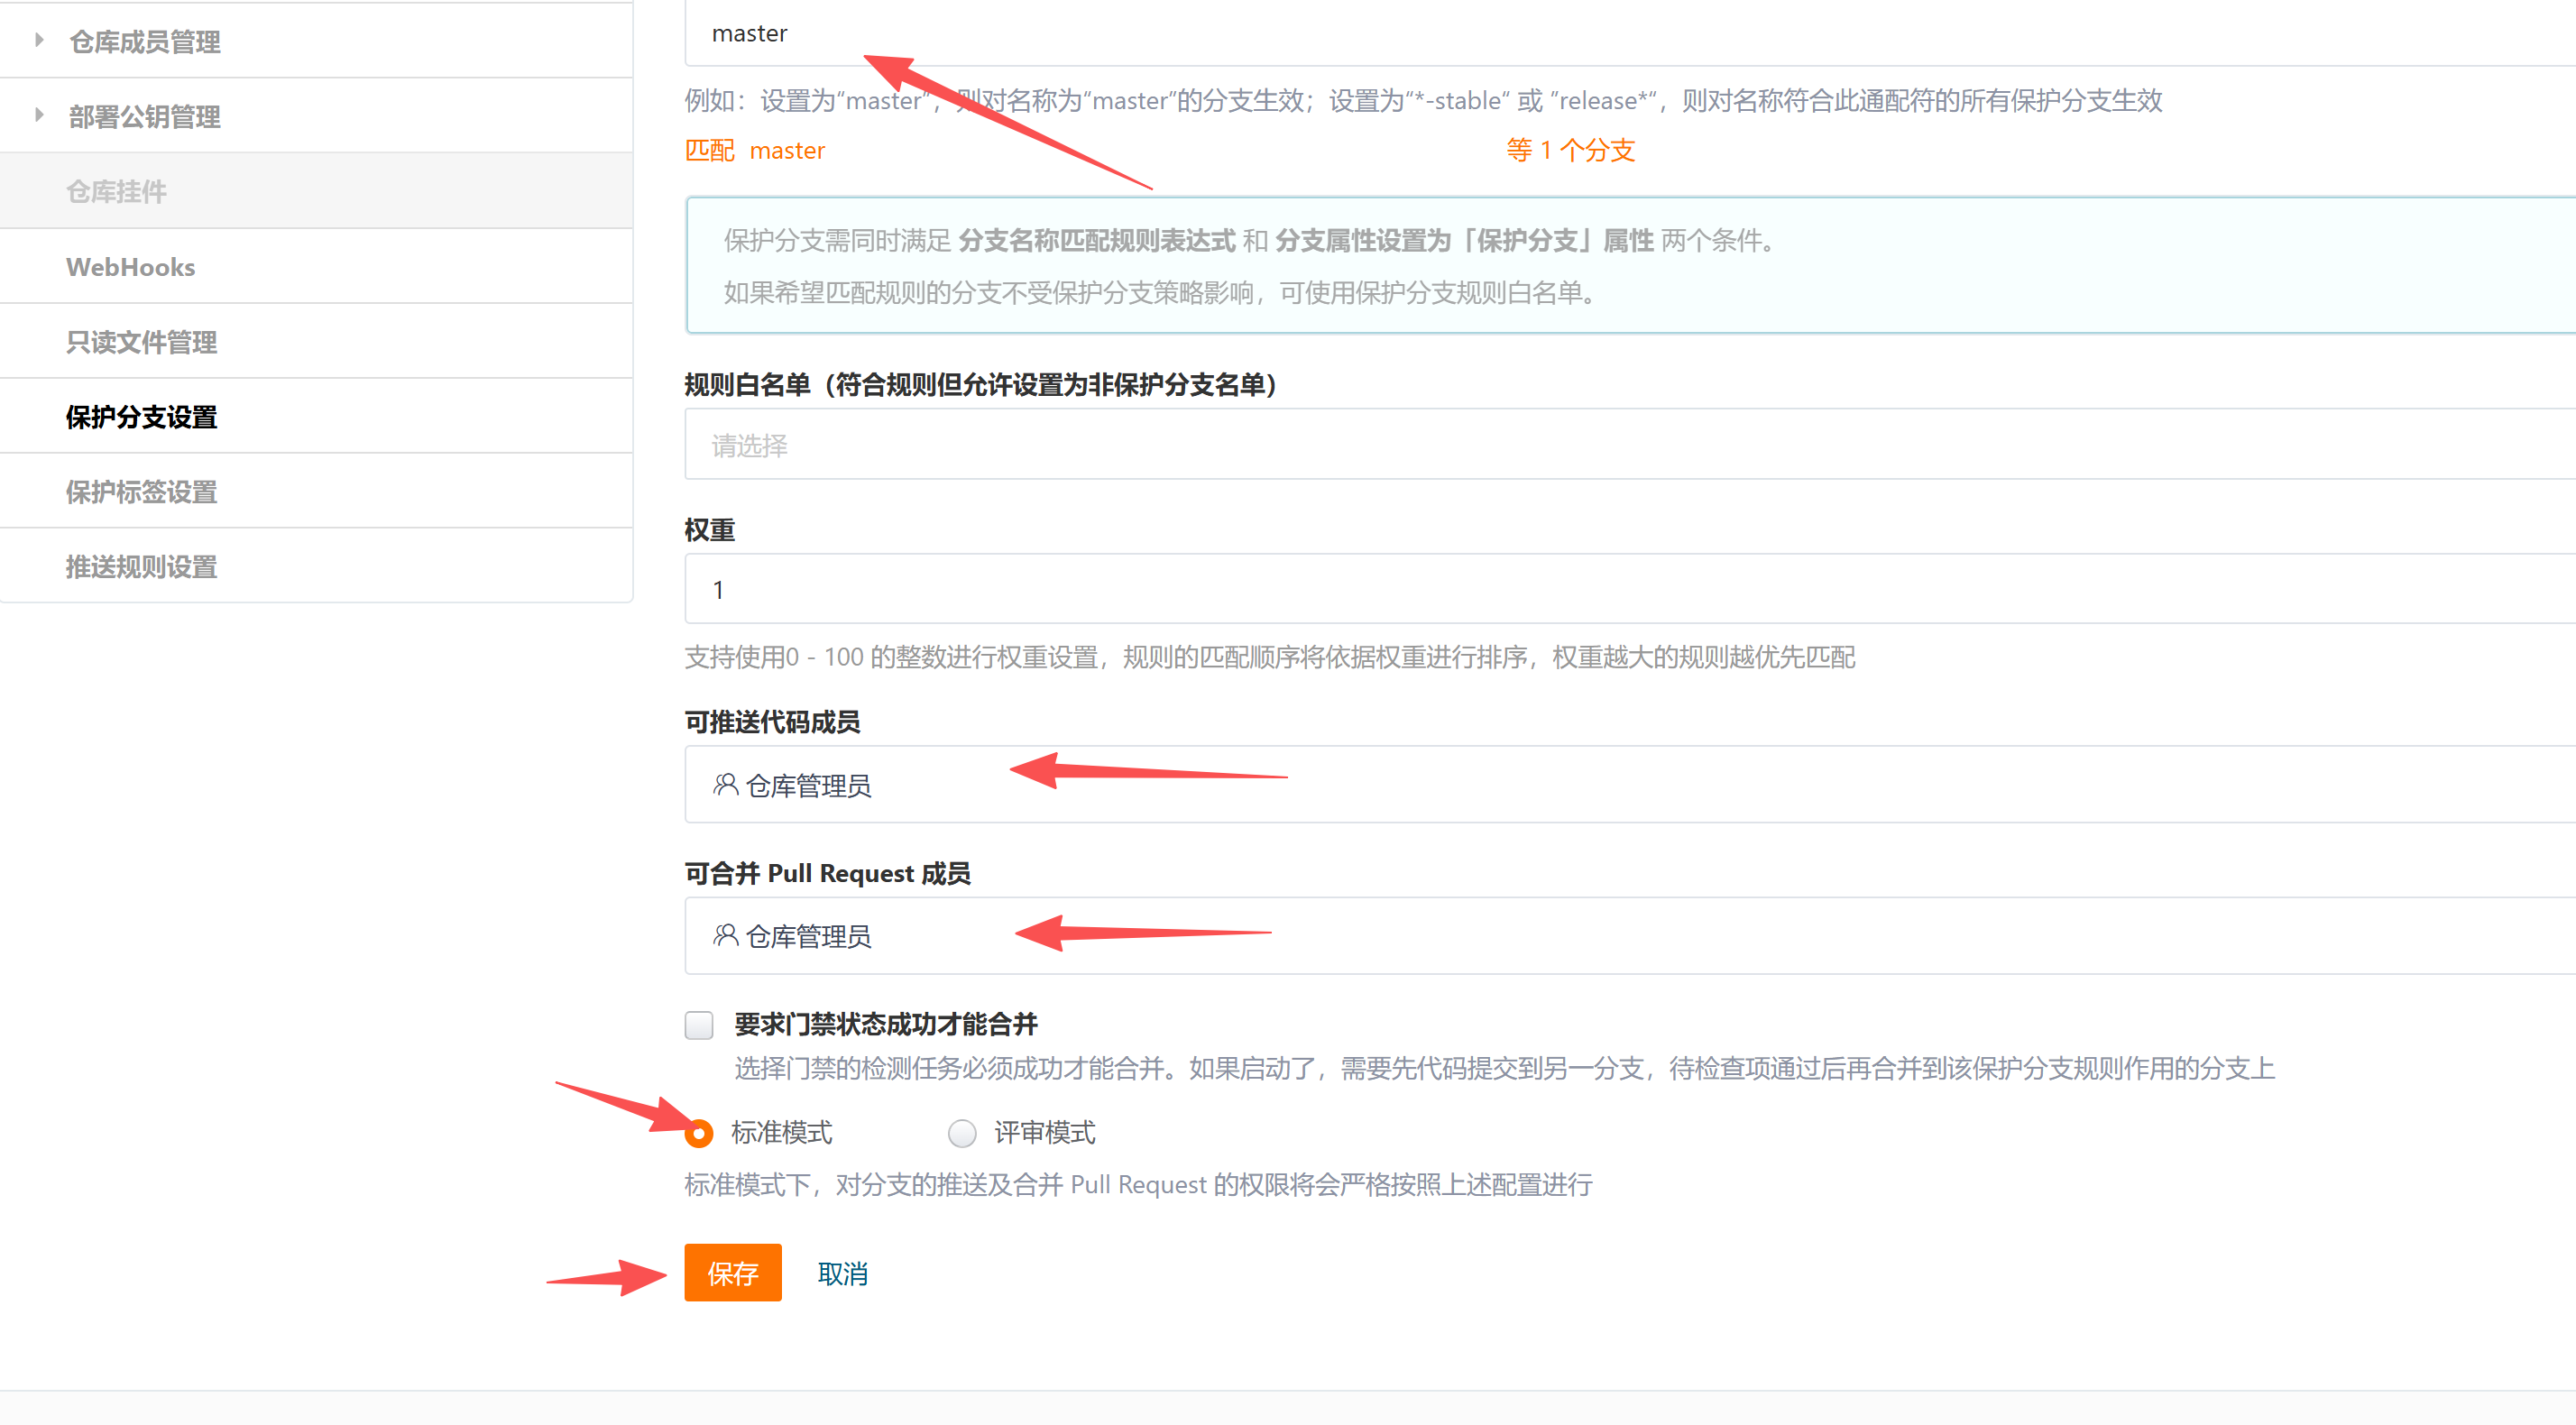 仓库成员管理
部署公钥管理
仓库挂件
WebHooks
只读文件管理
保护分支设置
保护标签设置
推送规则设置
master
例如：设置为“master”，则对名称为“master”的分支生效；设置为“*-stable“ 或 ”release*“，则对名称符合此通配符的所有保护分支生效
匹配 master 等 1 个分支
保护分支需同时满足 分支名称匹配规则表达式 和 分支属性设置为「保护分支」属性 两个条件。
如果希望匹配规则的分支不受保护分支策略影响，可使用保护分支规则白名单。
规则白名单（符合规则但允许设置为非保护分支名单）
请选择
权重
1
支持使用0 - 100 的整数进行权重设置，规则的匹配顺序将依据权重进行排序，权重越大的规则越优先匹配
可推送代码成员
仓库管理员
可合并 Pull Request 成员
仓库管理员
要求门禁状态成功才能合并
选择门禁的检测任务必须成功才能合并。如果启动了，需要先代码提交到另一分支，待检查项通过后再合并到该保护分支规则作用的分支上
标准模式 评审模式
标准模式下，对分支的推送及合并 Pull Request 的权限将会严格按照上述配置进行
保存 取消